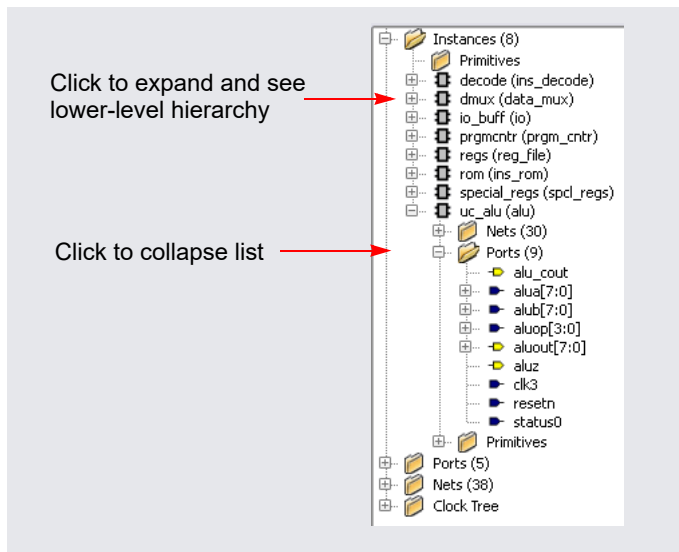 Instances (8)
Primitives
Click to expand and see
lower-level hierarchy
decode (ins_decode)
dmux (data_mux)
io_buff (io)
prgmcntr (prgm_cntr)
regs (reg_file)
rom (ins_rom)
special_regs (spcl_regs)
uc_alu (alu)
Nets (30)
Click to collapse list
Ports (9)
alu_cout
alua[7:0]
alub[7:0]
aluop[3:0]
aluout[7:0]
aluz
clk3
resetn
status0
Primitives
Ports (5)
Nets (38)
Clock Tree